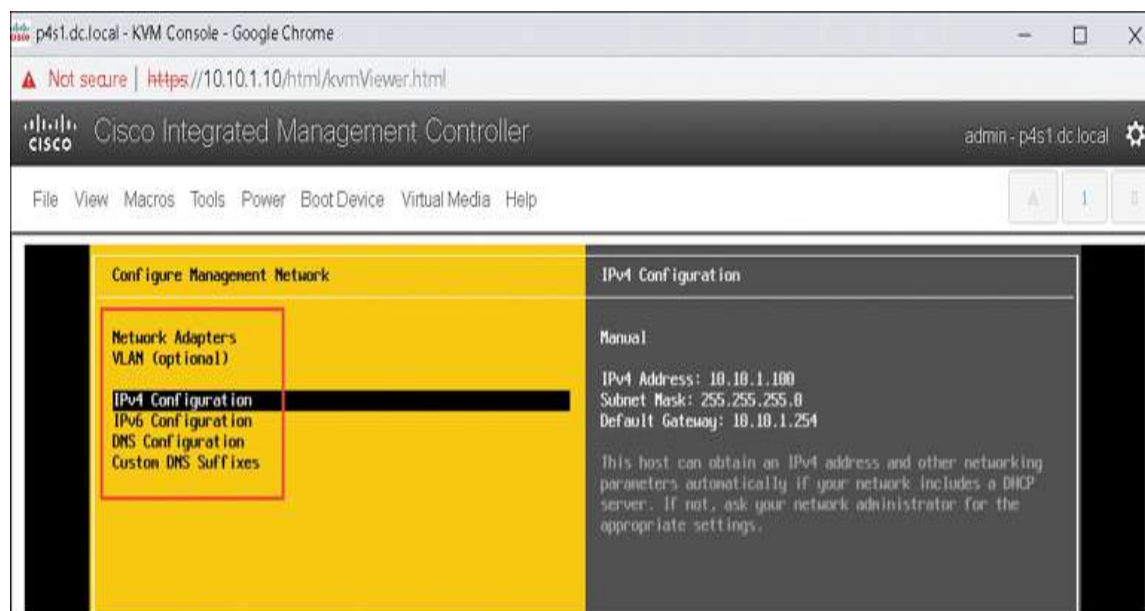 p4s1.dc.local - KVM Console - Google Chrome
Not secure | https://10.10.1.10/html/kvmViewer.html
cisco Cisco Integrated Management Controller admin - p4s1.dc.local
File View Macros Tools Power Boot Device Virtual Media Help A 1 B
Configure Management Network
Network Adapters
VLAN (optional)
IPv4 Configuration
IPv6 Configuration
DNS Configuration
Custom DNS Suffixes
IPv4 Configuration
Manual
IPv4 Address: 10.10.1.100
Subnet Mask: 255.255.255.0
Default Gateway: 10.10.1.254
This host can obtain an IPv4 address and other networking
parameters automatically if your network includes a DHCP
server. If not, ask your network administrator for the
appropriate settings.